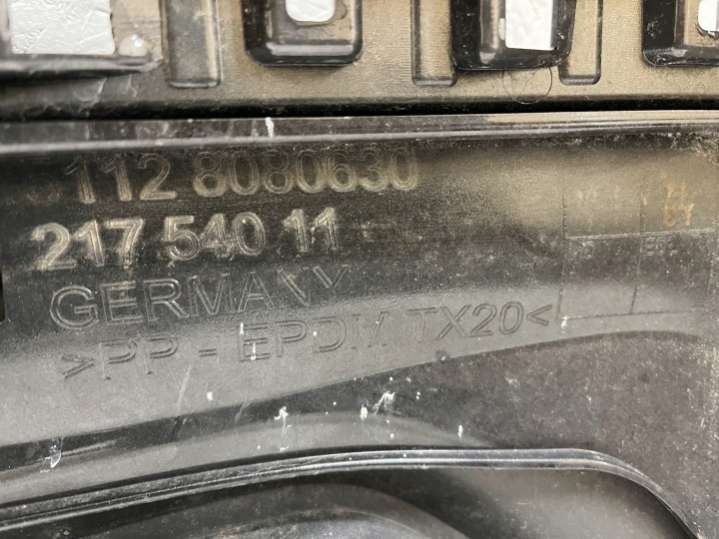 112 8080630
217 540 11
GERMANY
>PP - EPDM TX20<